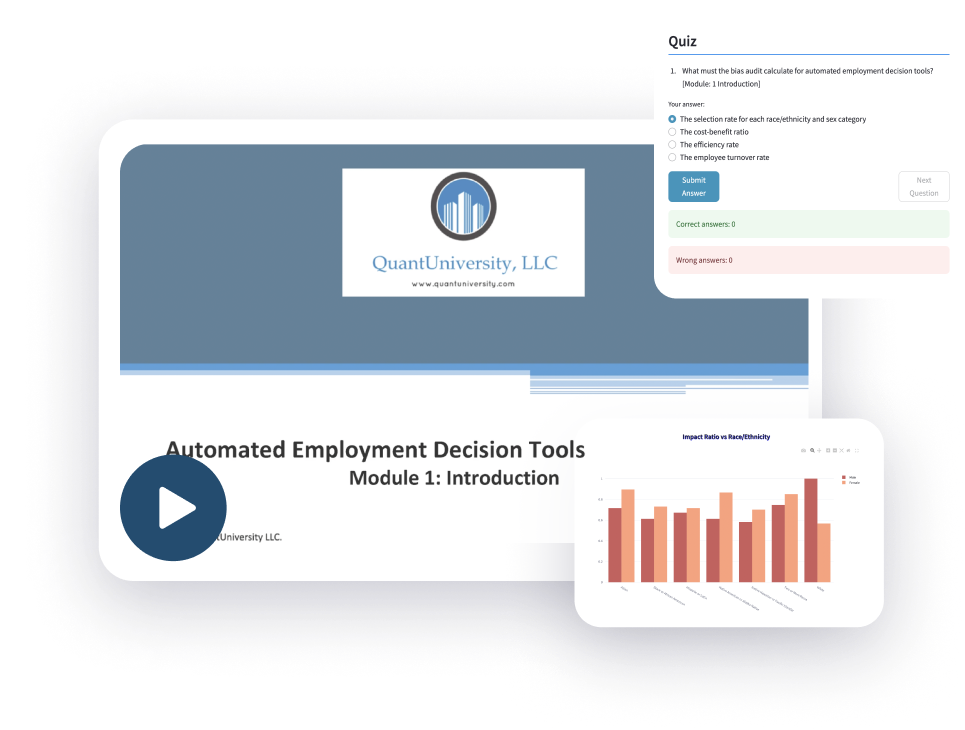 Quiz
1. What must the bias audit calculate for automated employment decision tools?
[Module: 1 Introduction]
Your answer:
The selection rate for each race/ethnicity and sex category
The cost-benefit ratio
The efficiency rate
The employee turnover rate
Submit
Answer
Next
Question
Correct answers: 0
Wrong answers: 0
QuantUniversity, LLC
www.quantuniversity.com
Automated Employment Decision Tools
Module 1: Introduction
University LLC.
Impact Ratio vs Race/Ethnicity
Male
Female
1
0.8
0.6
0.4
0.2
0